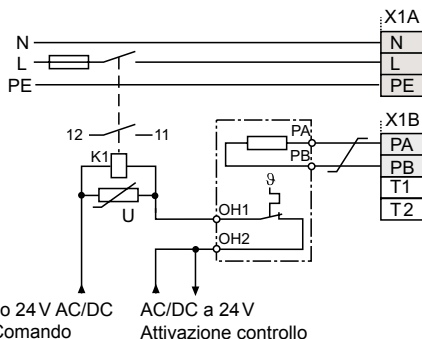 X1A
N N
L L
PE PE
X1B
12 11
K1
PA PA
PB PB
ϑ
T1
U
OH1
T2
OH2
24 V AC/DC AC/DC a 24 V
Comando Attivazione controllo